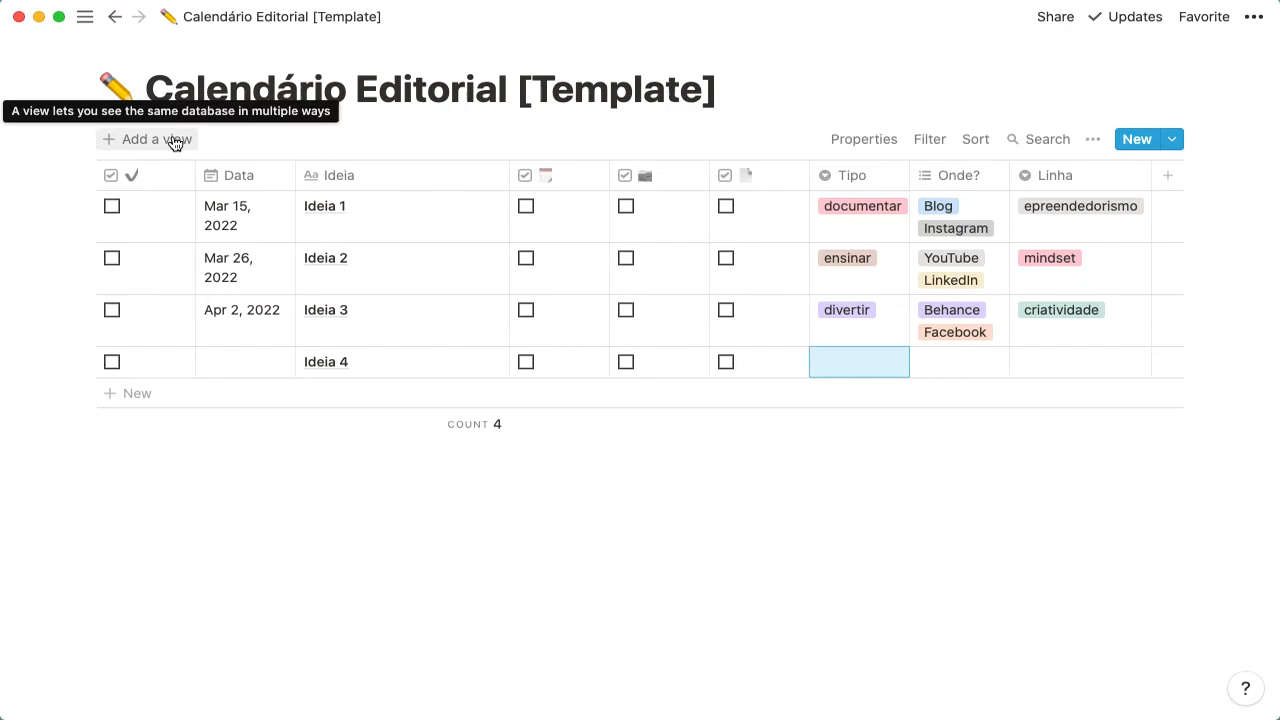 Calendário Editorial [Template]
Share Updates Favorite
Calendário Editorial [Template]
A view lets you see the same database in multiple ways
Add a view
Properties Filter Sort Search New
Data Aa Ideia Tipo Onde? Linha
Mar 15, 2022 Ideia 1 documentar Blog Instagram epreendedorismo
Mar 26, 2022 Ideia 2 ensinar YouTube LinkedIn mindset
Apr 2, 2022 Ideia 3 divertir Behance Facebook criatividade
Ideia 4
New
COUNT 4
?